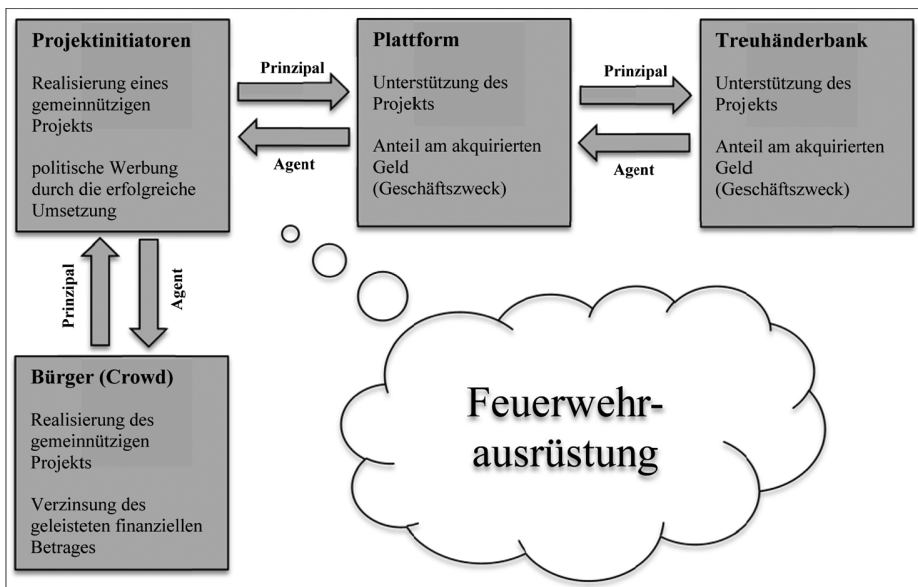 Projektinitiatoren
Realisierung eines
gemeinnützigen
Projekts
politische Werbung
durch die erfolgreiche
Umsetzung
Prinzipal
Agent
Plattform
Unterstützung des
Projekts
Anteil am akquirierten
Geld
(Geschäftszweck)
Prinzipal
Agent
Treuhänderbank
Unterstützung des
Projekts
Anteil am akquirierten
Geld
(Geschäftszweck)
Prinzipal
Agent
Bürger (Crowd)
Realisierung des
gemeinnützigen
Projekts
Verzinsung des
geleisteten finanziellen
Betrages
Feuerwehr-
ausrüstung